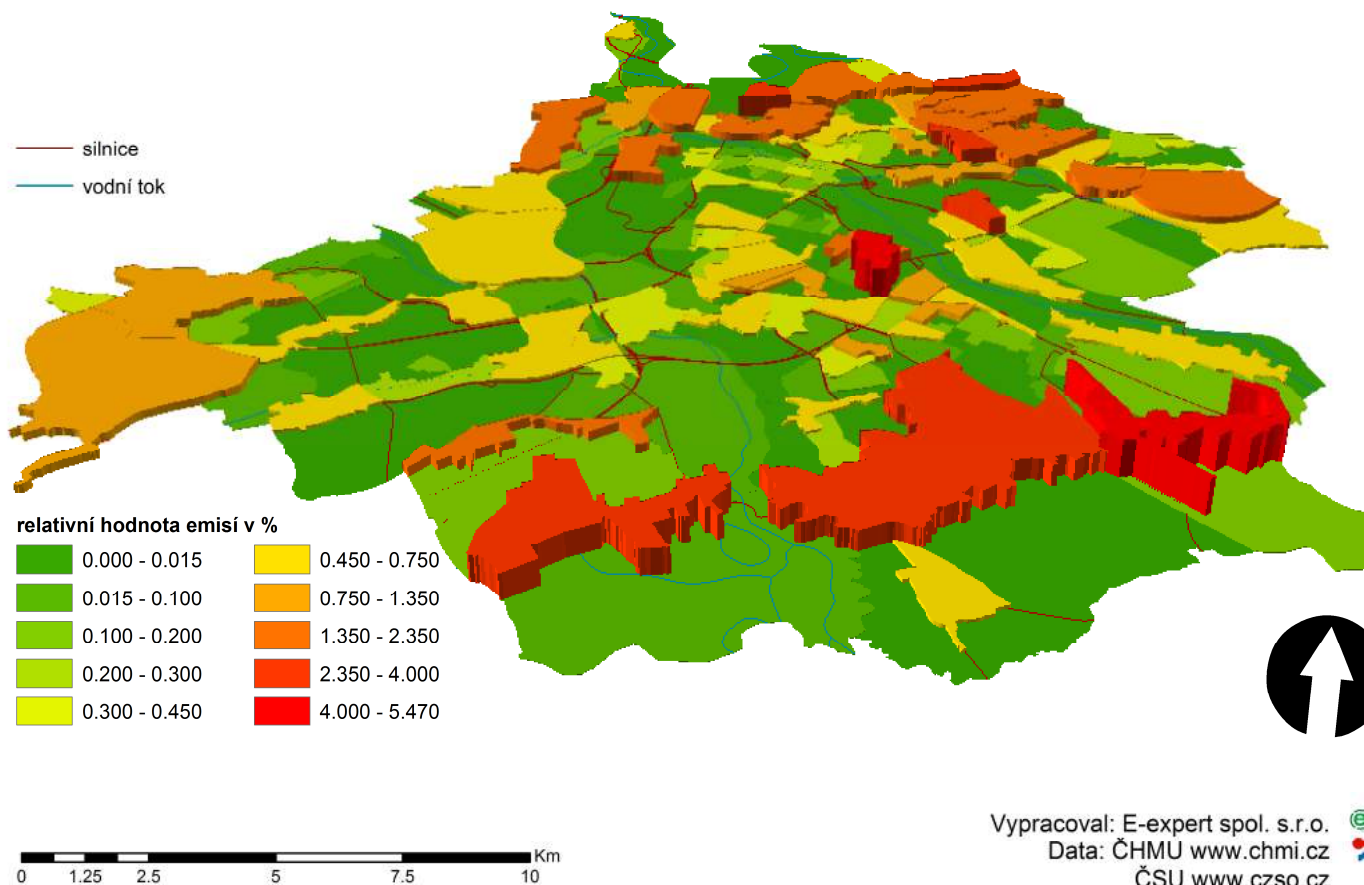 silnice
vodní tok
relativní hodnota emisí v %
0.000 - 0.015
0.015 - 0.100
0.100 - 0.200
0.200 - 0.300
0.300 - 0.450
0.450 - 0.750
0.750 - 1.350
1.350 - 2.350
2.350 - 4.000
4.000 - 5.470
Km
0 1.25 2.5 5 7.5 10
Vypracoval: E-expert spol. s.r.o.
Data: ČHMU www.chmi.cz
ČSU www.czso.cz